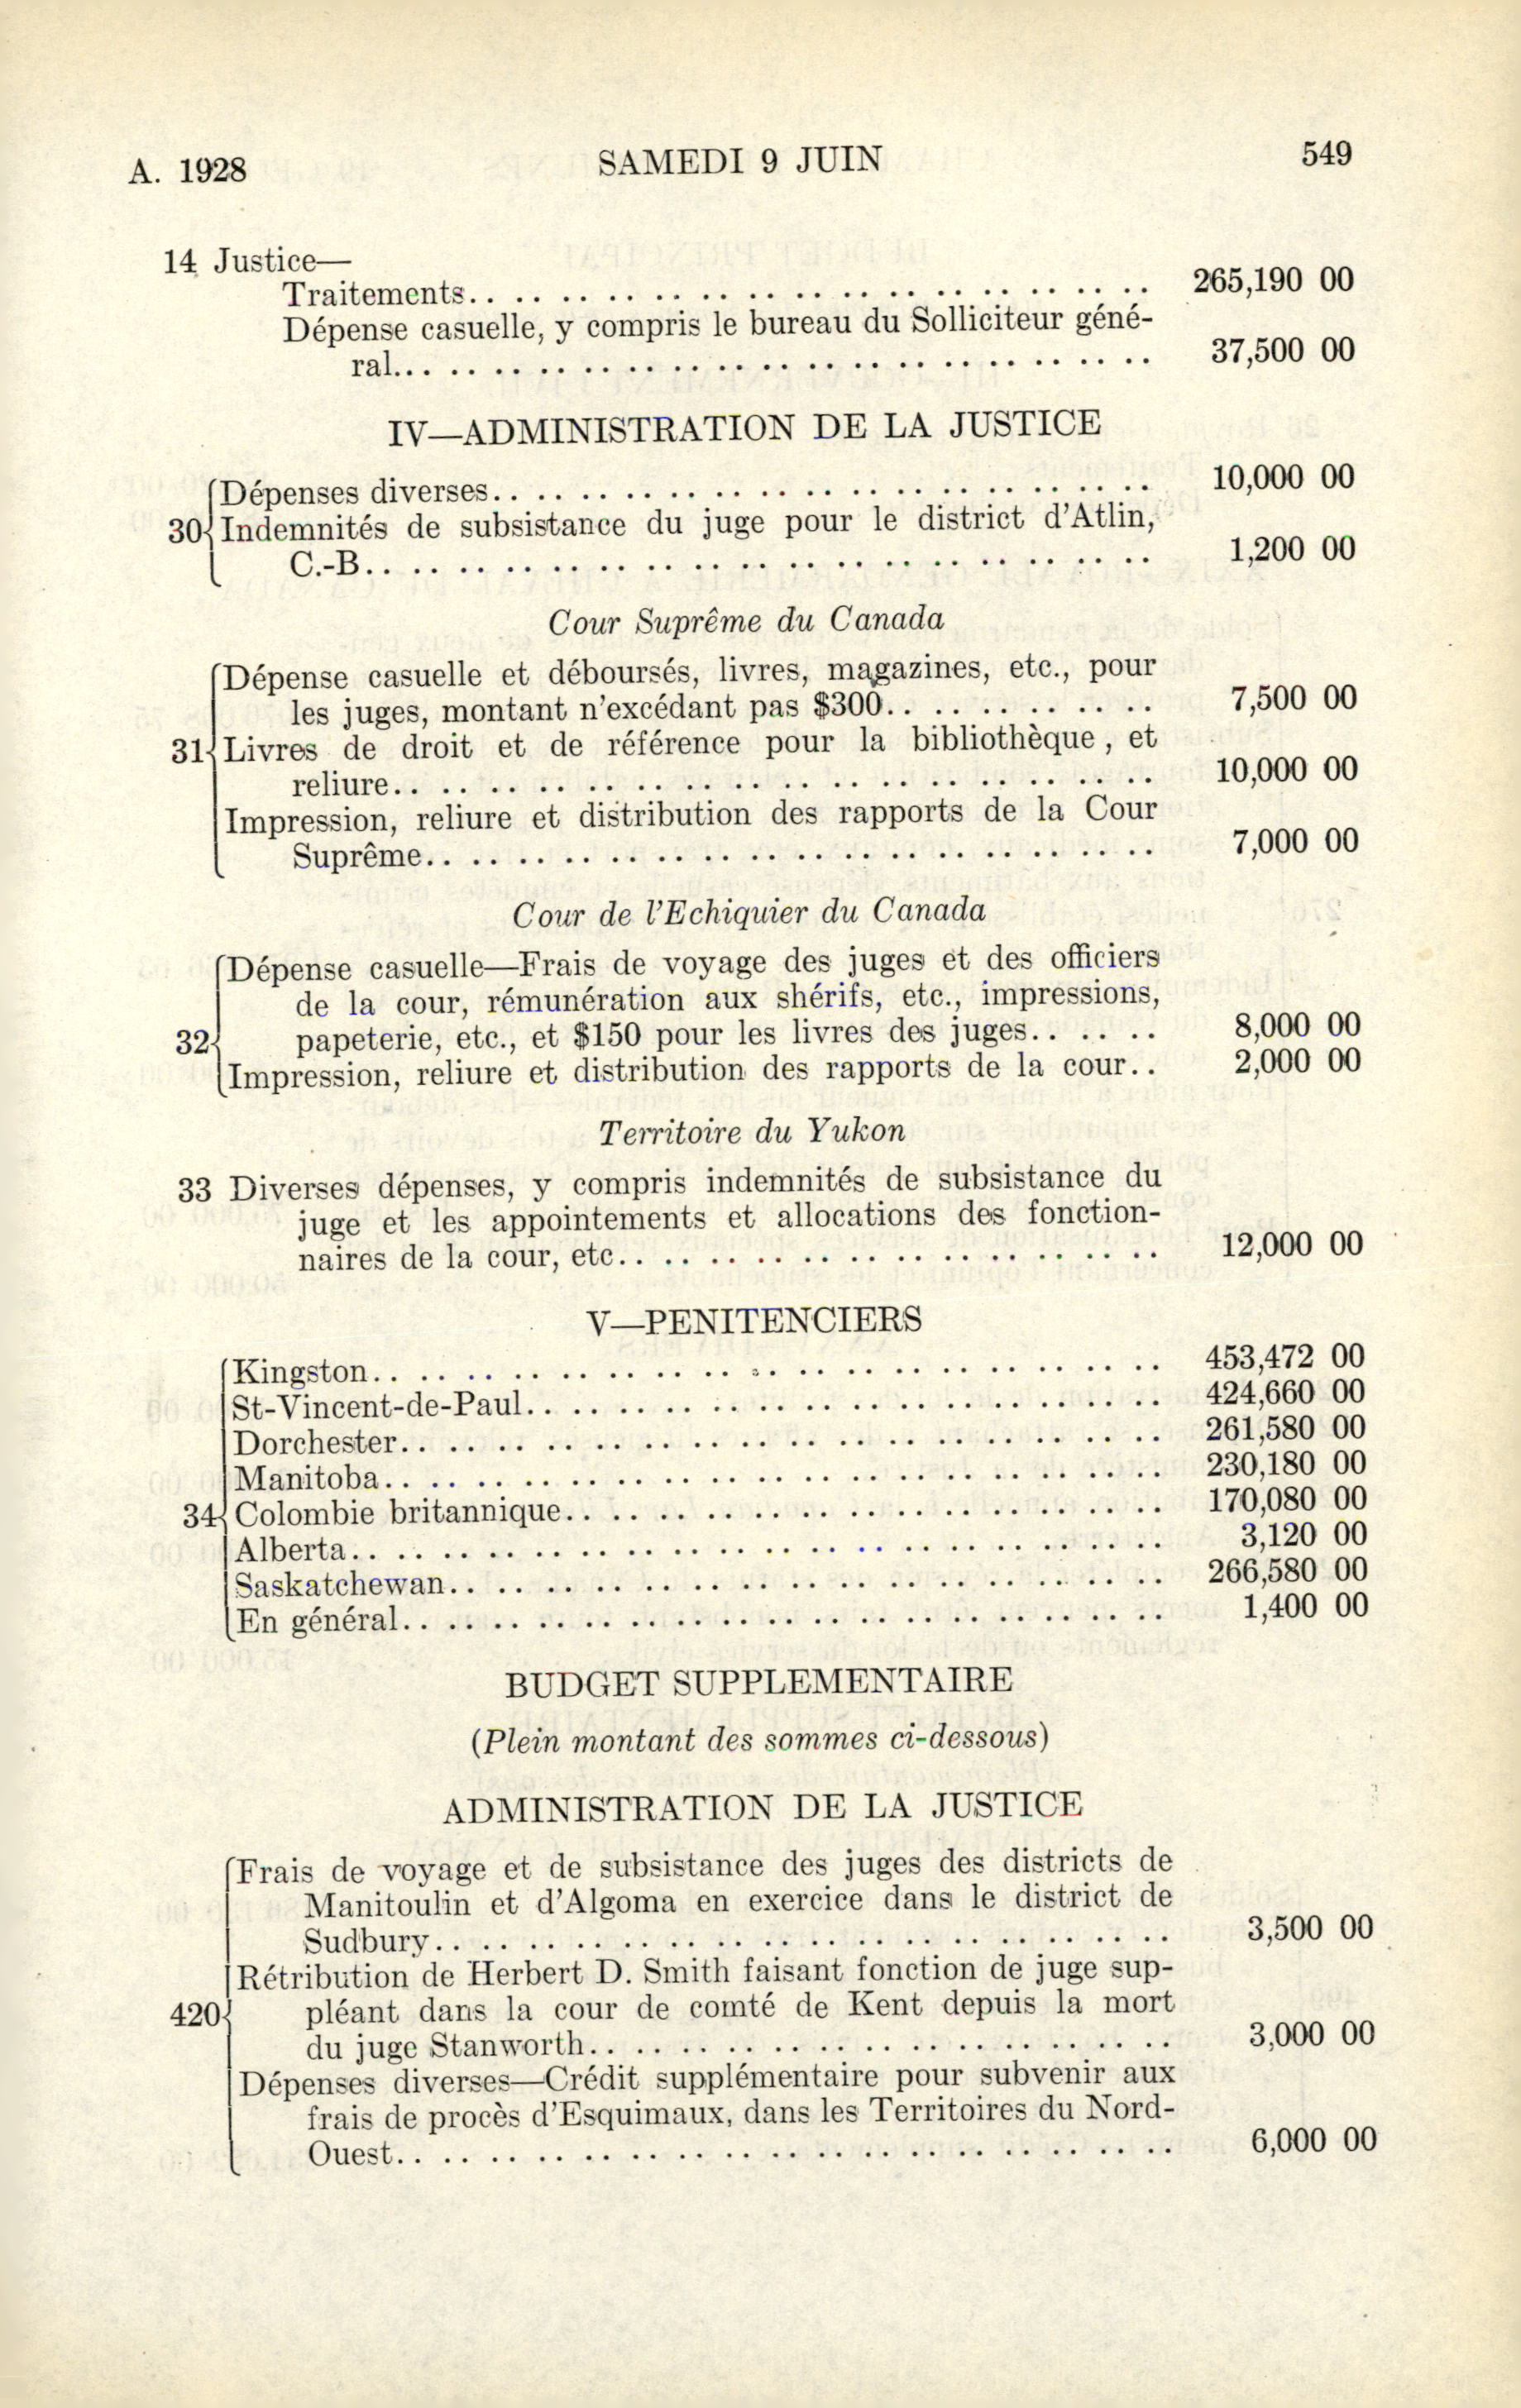 A. 1928 SAMEDI 9 JUIN 549
14 Justice—
Traitements.. .. .. .. .. .. .. .. .. .. .. .. .. .. .. 265,190 00
Dépense casuelle, y compris le bureau du Solliciteur géné-
ral... .. .. .. .. .. .. .. .. .. .. .. .. .. .. .. .. 37,500 00
IV—ADMINISTRATION DE LA JUSTICE
Dépenses diverses.. .. .. .. .. .. .. .. .. .. .. .. .. .. 10,000 00
30 Indemnités de subsistance du juge pour le district d'Atlin,
C.-B.. .. .. .. .. .. .. .. .. .. .. .. .. .. .. .. .. 1,200 00
Cour Suprême du Canada
Dépense casuelle et déboursés, livres, magazines, etc., pour
les juges, montant n'excédant pas $300.. .. .. .. .. .. 7,500 00
31 Livres de droit et de référence pour la bibliothèque, et
reliure.. .. .. .. .. .. .. .. .. .. .. .. .. .. .. .. 10,000 00
Impression, reliure et distribution des rapports de la Cour
Suprême.. .. .. .. .. .. .. .. .. .. .. .. .. .. .. .. 7,000 00
Cour de l'Echiquier du Canada
Dépense casuelle—Frais de voyage des juges et des officiers
de la cour, rémunération aux shérifs, etc., impressions,
32 papeterie, etc., et $150 pour les livres des juges.. .. .. 8,000 00
Impression, reliure et distribution des rapports de la cour.. 2,000 00
Territoire du Yukon
33 Diverses dépenses, y compris indemnités de subsistance du
juge et les appointements et allocations des fonction-
naires de la cour, etc.. .. .. .. .. .. .. .. .. .. .. .. 12,000 00
V—PENITENCIERS
Kingston.. .. .. .. .. .. .. .. .. .. .. .. .. .. .. .. .. 453,472 00
St-Vincent-de-Paul.. .. .. .. .. .. .. .. .. .. .. .. .. .. 424,660 00
Dorchester.. .. .. .. .. .. .. .. .. .. .. .. .. .. .. .. 261,580 00
Manitoba.. .. .. .. .. .. .. .. .. .. .. .. .. .. .. .. .. 230,180 00
34 Colombie britannique.. .. .. .. .. .. .. .. .. .. .. .. .. 170,080 00
Alberta.. .. .. .. .. .. .. .. .. .. .. .. .. .. .. .. .. .. 3,120 00
Saskatchewan.. .. .. .. .. .. .. .. .. .. .. .. .. .. .. .. 266,580 00
En général.. .. .. .. .. .. .. .. .. .. .. .. .. .. .. .. .. 1,400 00
BUDGET SUPPLEMENTAIRE
(Plein montant des sommes ci-dessous)
ADMINISTRATION DE LA JUSTICE
Frais de voyage et de subsistance des juges des districts de
Manitoulin et d'Algoma en exercice dans le district de
Sudbury.. .. .. .. .. .. .. .. .. .. .. .. .. .. .. .. 3,500 00
Rétribution de Herbert D. Smith faisant fonction de juge sup-
420 pléant dans la cour de comté de Kent depuis la mort
du juge Stanworth.. .. .. .. .. .. .. .. .. .. .. .. .. 3,000 00
Dépenses diverses—Crédit supplémentaire pour subvenir aux
frais de procès d'Esquimaux, dans les Territoires du Nord-
Ouest.. .. .. .. .. .. .. .. .. .. .. .. .. .. .. .. .. 6,000 00